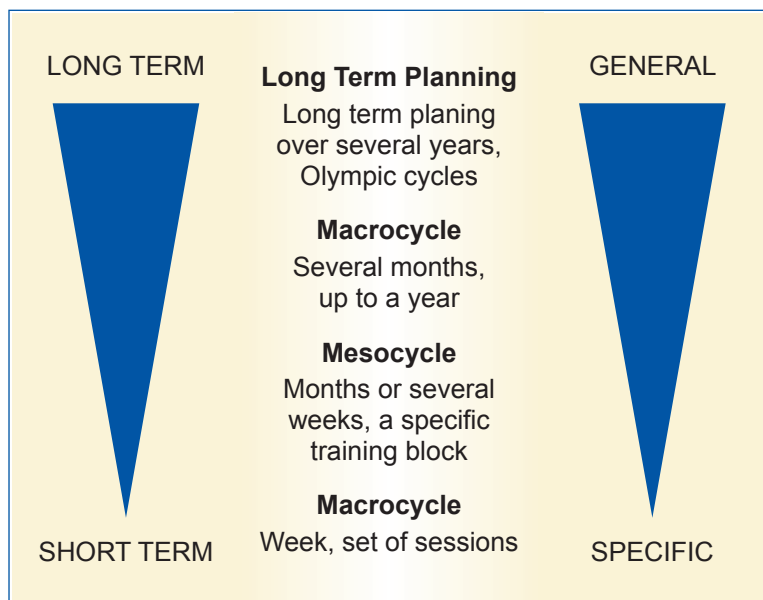 LONG TERM
Long Term Planning
GENERAL
Long term planing
over several years,
Olympic cycles
Macrocycle
Several months,
up to a year
Mesocycle
Months or several
weeks, a specific
training block
Macrocycle
Week, set of sessions
SHORT TERM
SPECIFIC